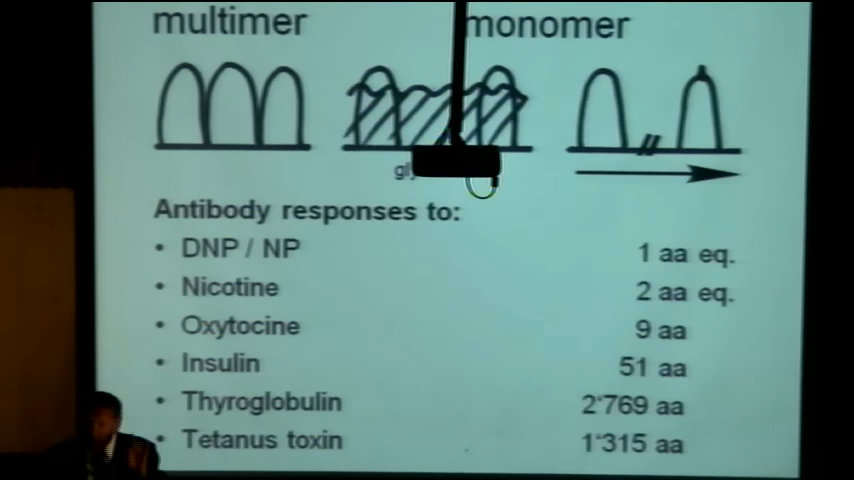 multimer monomer
Antibody responses to:
• DNP / NP 1 aa eq.
• Nicotine 2 aa eq.
• Oxytocine 9 aa
• Insulin 51 aa
• Thyroglobulin 2'769 aa
• Tetanus toxin 1'315 aa